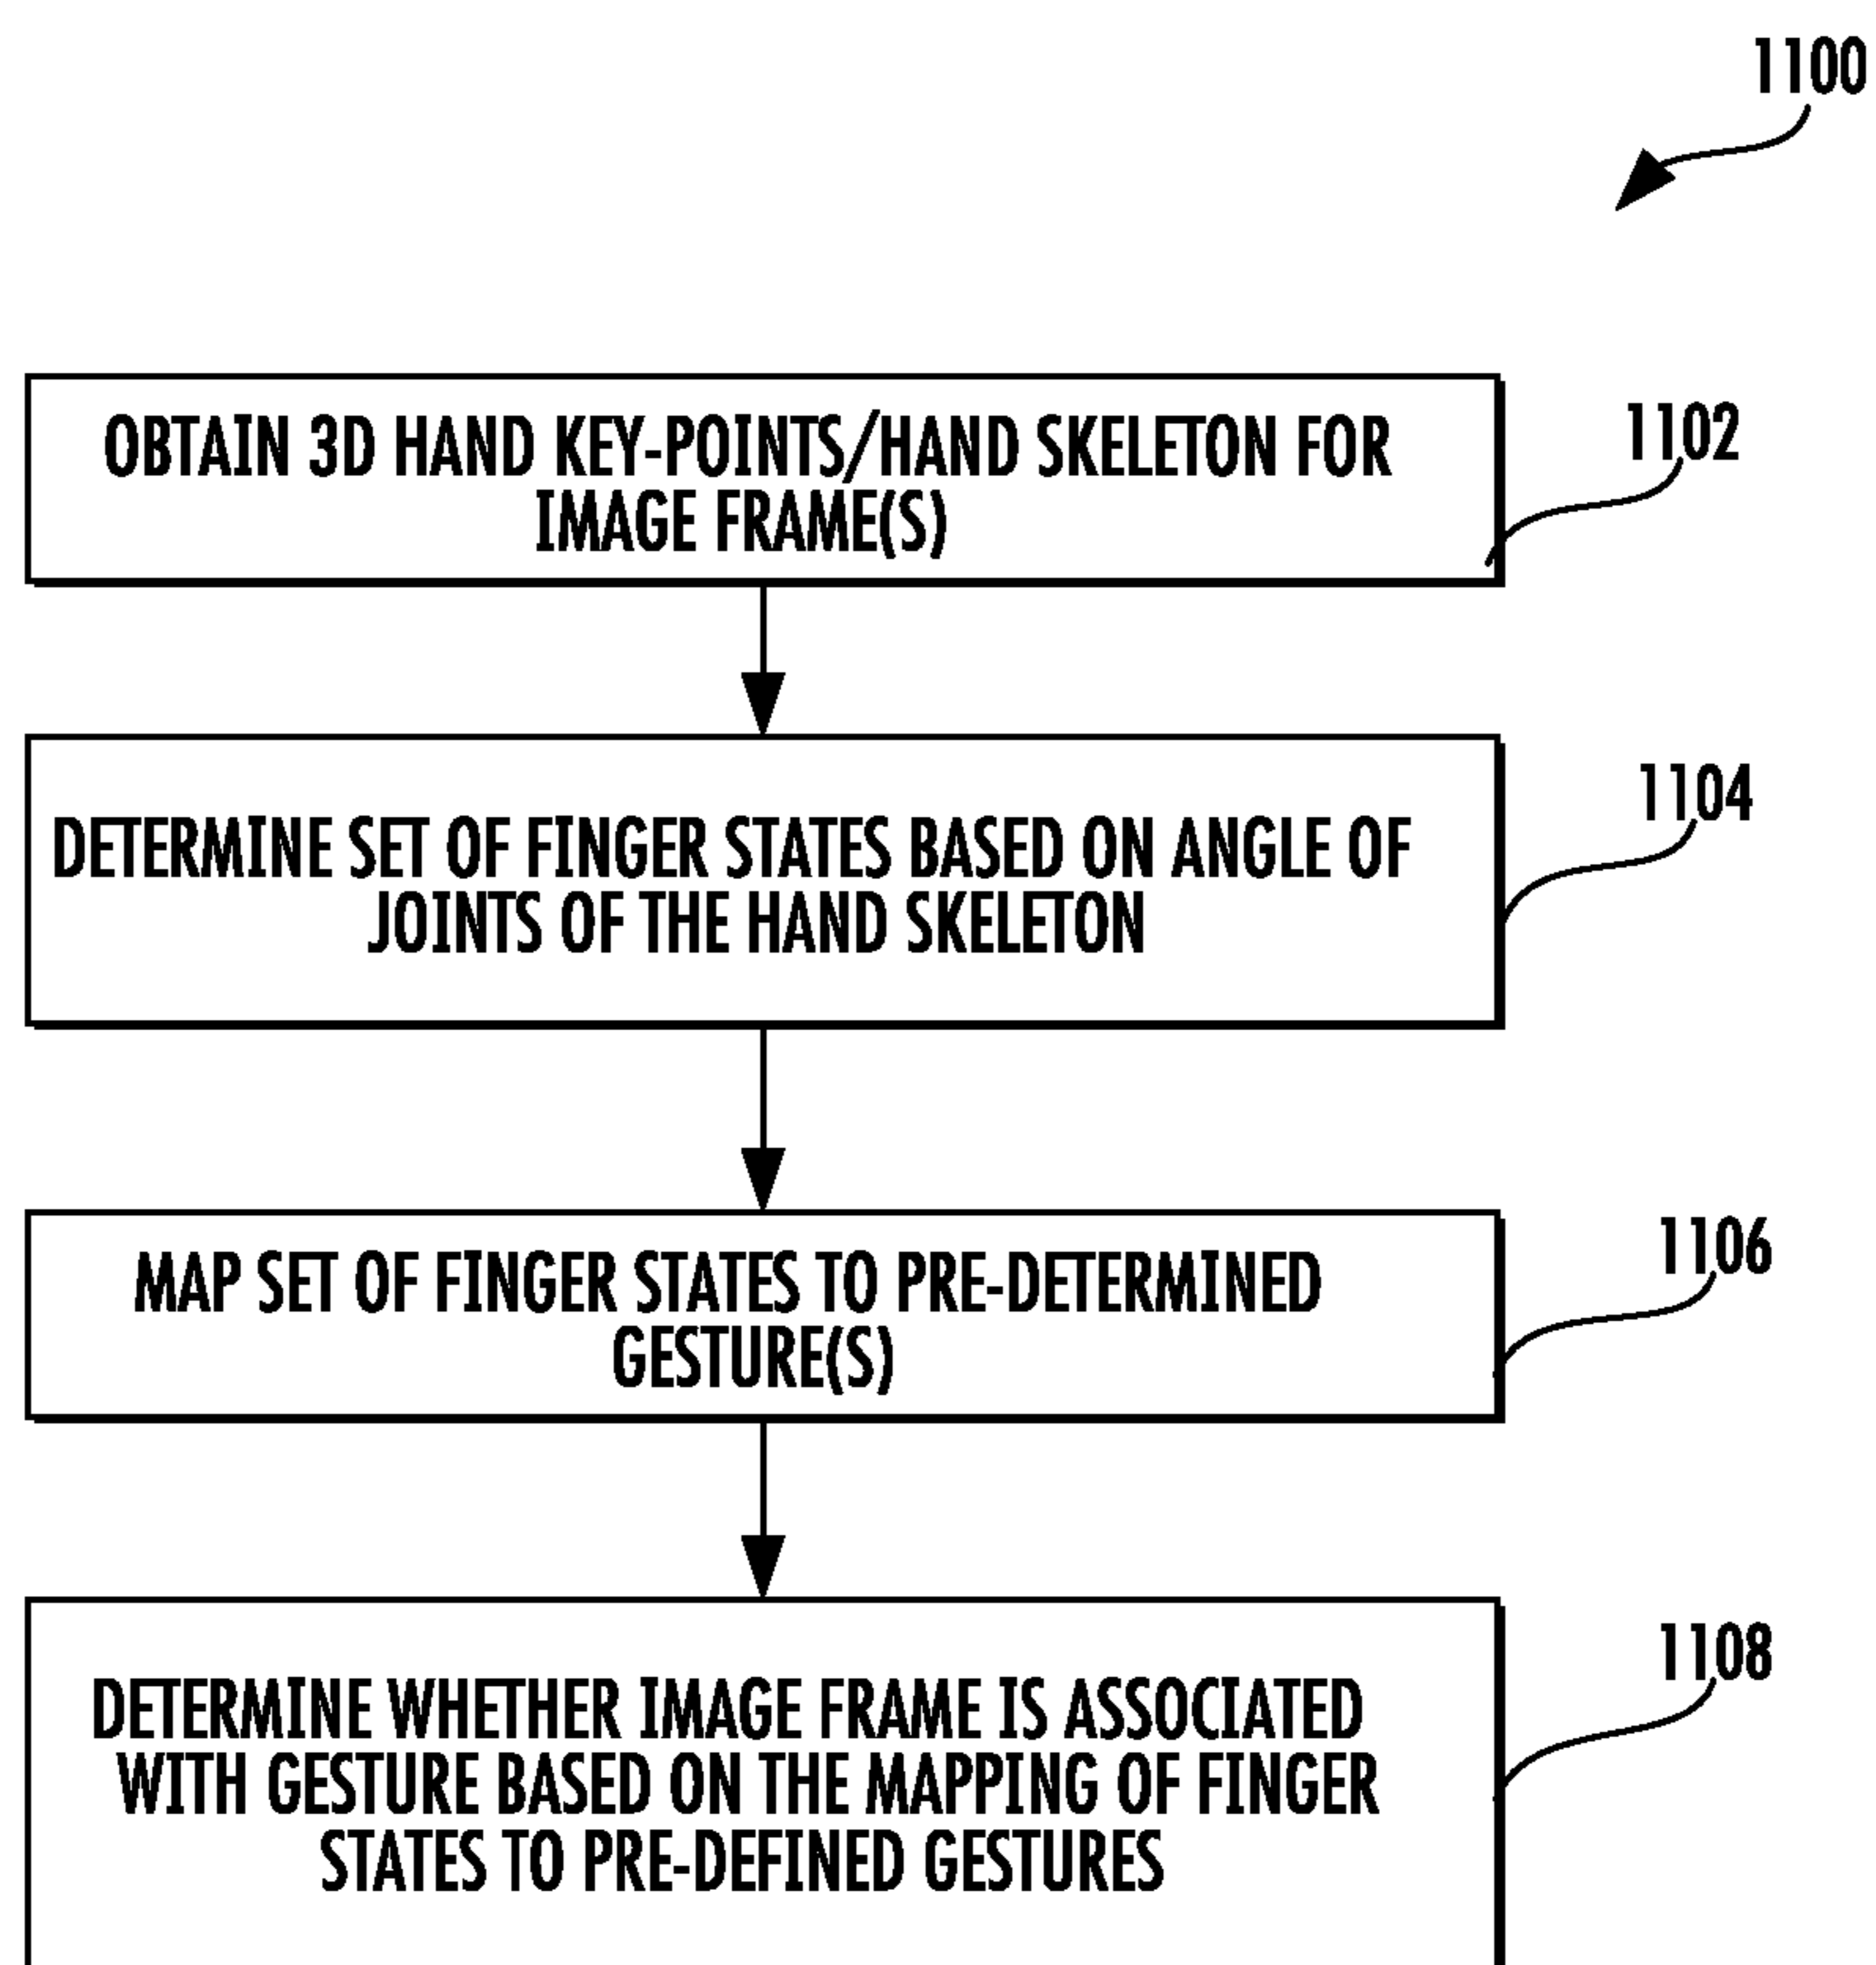 1100
OBTAIN 3D HAND KEY-POINTS/HAND SKELETON FOR
IMAGE FRAME(S)
1102
DETERMINE SET OF FINGER STATES BASED ON ANGLE OF
JOINTS OF THE HAND SKELETON
1104
MAP SET OF FINGER STATES TO PRE-DETERMINED
GESTURE(S)
1106
DETERMINE WHETHER IMAGE FRAME IS ASSOCIATED
WITH GESTURE BASED ON THE MAPPING OF FINGER
STATES TO PRE-DEFINED GESTURES
1108